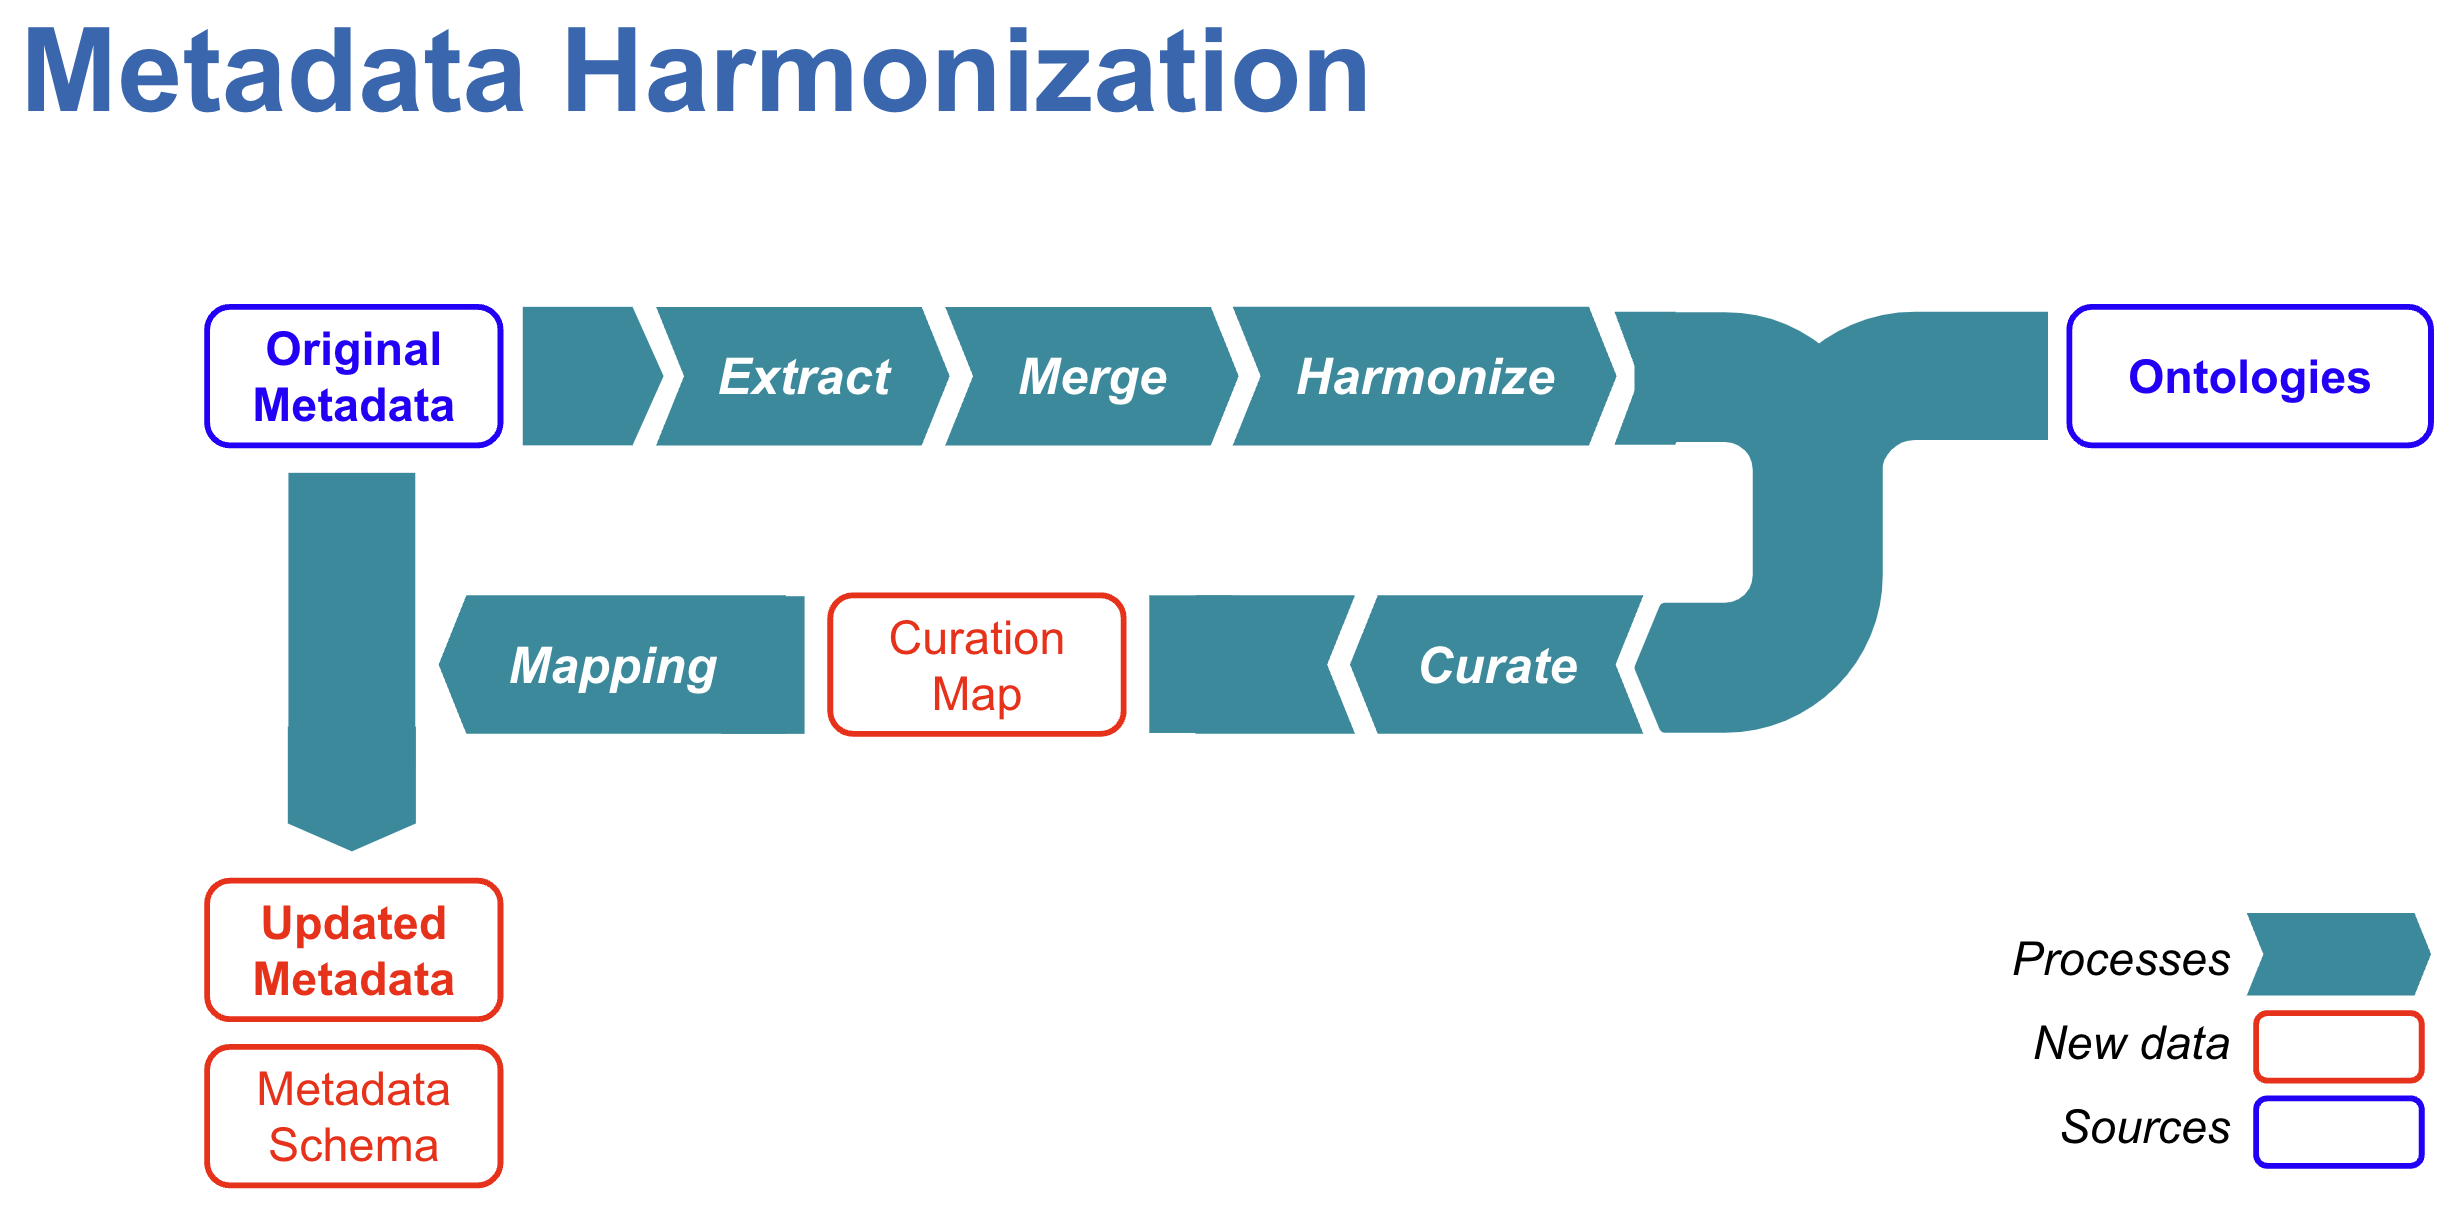 Metadata Harmonization
Original
Metadata
Extract
Merge
Harmonize
Ontologies
Mapping
Curation
Map
Curate
Updated
Metadata
Metadata
Schema
Processes
New data
Sources